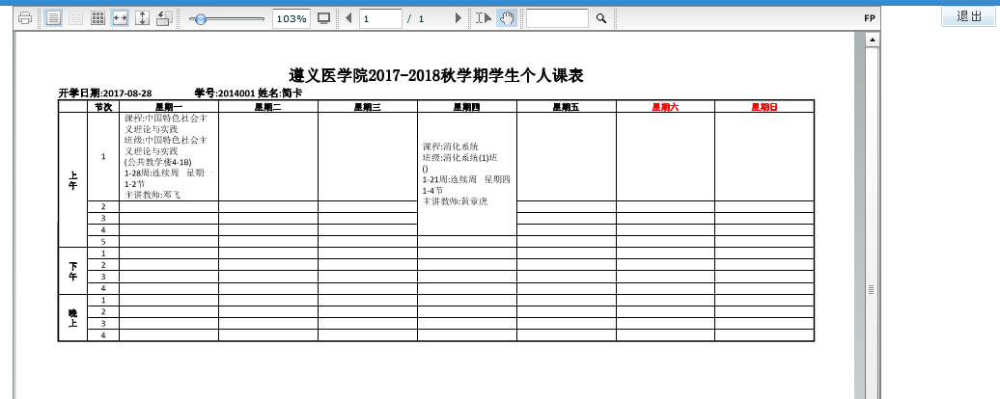 103%
1 / 1
FP
退出
遵义医学院2017-2018秋学期学生个人课表
开学日期:2017-08-28 学号:2014001 姓名:简卡
节次 星期一 星期二 星期三 星期四 星期五 星期六 星期日
上午
1
课程:中国特色社会主
义理论与实践
班级:中国特色社会主
义理论与实践
(公共教学楼4-1B)
1-28周:连续周 星期一
1-2节
主讲教师:邓飞
课程:消化系统
班级:消化系统(1)班
()
1-21周:连续周 星期四
1-4节
主讲教师:黄章虎
2
3
4
5
下午
1
2
3
4
晚上
1
2
3
4